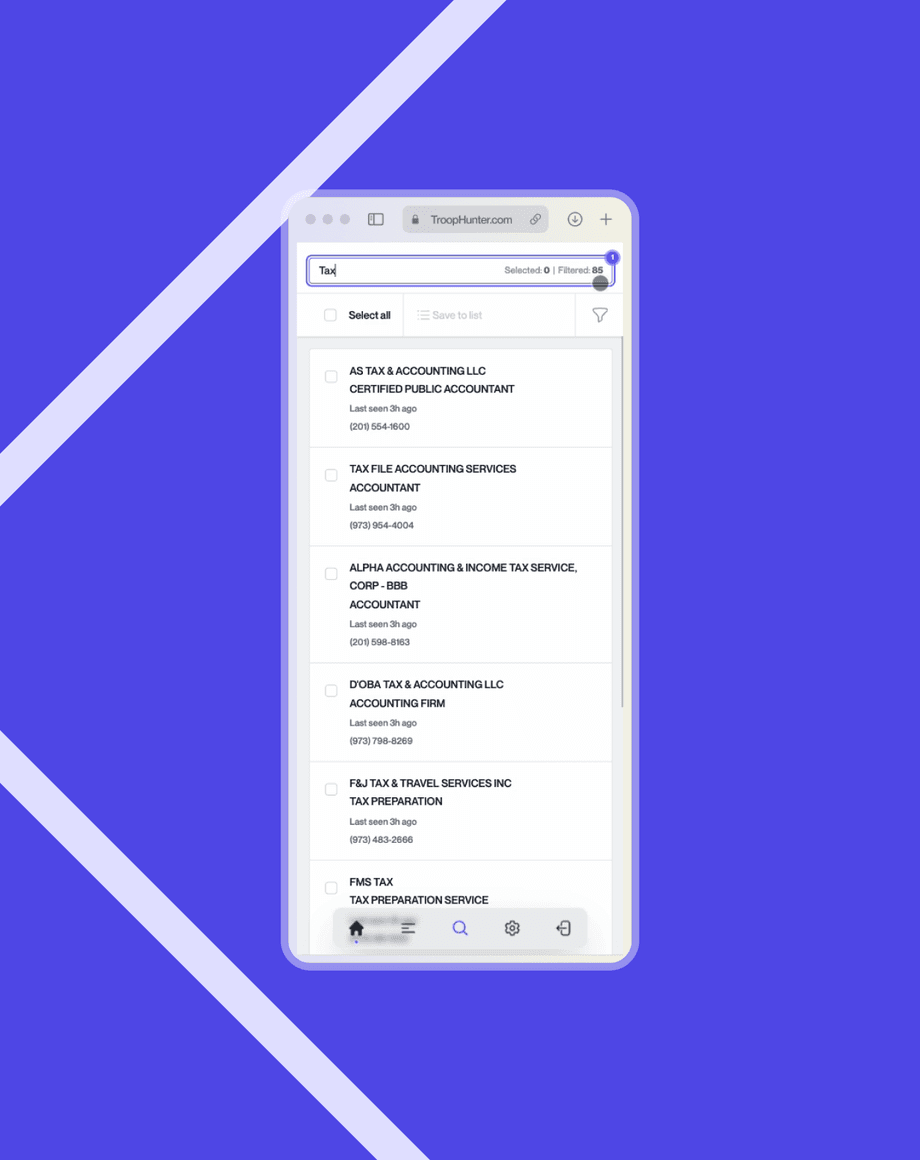 TroopHunter.com
1
Tax
Selected: 0 | Filtered: 85
Select all
Save to list
AS TAX & ACCOUNTING LLC
CERTIFIED PUBLIC ACCOUNTANT
Last seen 3h ago
(201) 554-1600
TAX FILE ACCOUNTING SERVICES
ACCOUNTANT
Last seen 3h ago
(973) 954-4004
ALPHA ACCOUNTING & INCOME TAX SERVICE,
CORP - BBB
ACCOUNTANT
Last seen 3h ago
(201) 598-8163
D'OBA TAX & ACCOUNTING LLC
ACCOUNTING FIRM
Last seen 3h ago
(973) 798-8269
F&J TAX & TRAVEL SERVICES INC
TAX PREPARATION
Last seen 3h ago
(973) 483-2666
FMS TAX
TAX PREPARATION SERVICE